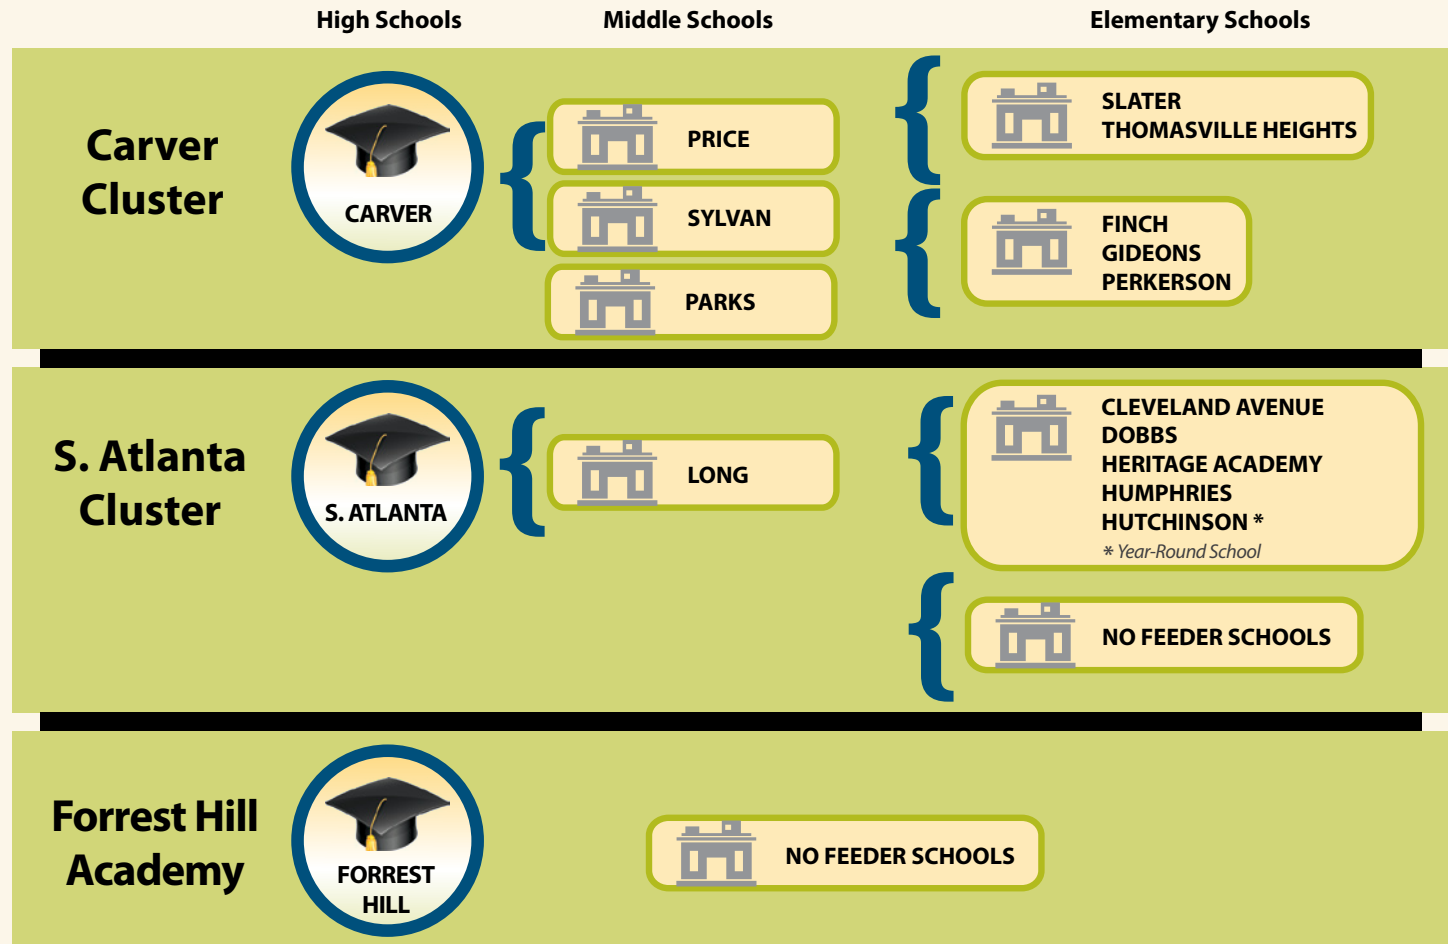 High Schools
Middle Schools
Elementary Schools
Carver
Cluster
CARVER
PRICE
SYLVAN
PARKS
SLATER
THOMASVILLE HEIGHTS
FINCH
GIDEONS
PERKERSON
S. Atlanta
Cluster
S. ATLANTA
LONG
CLEVELAND AVENUE
DOBBS
HERITAGE ACADEMY
HUMPHRIES
HUTCHINSON *
* Year-Round School
NO FEEDER SCHOOLS
Forrest Hill
Academy
FORREST
HILL
NO FEEDER SCHOOLS